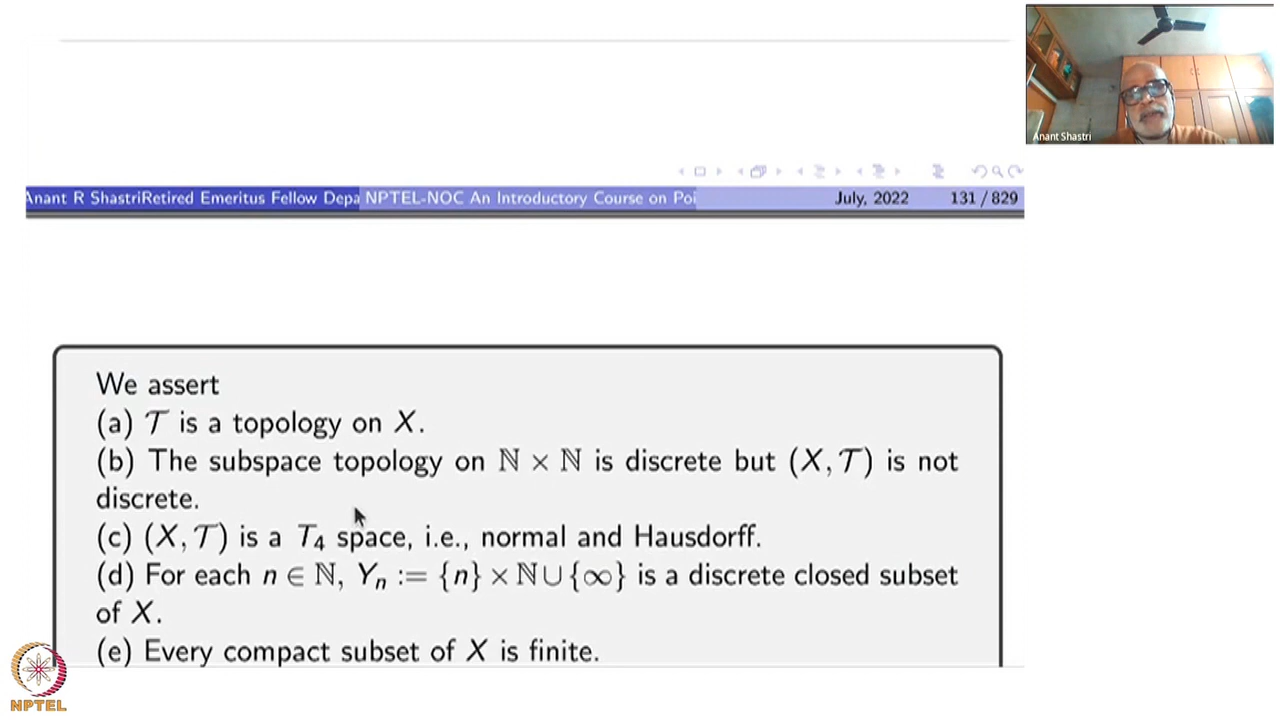 Anant Shastri
Anant R ShastriRetired Emeritus Fellow Depa NPTEL-NOC An Introductory Course on Poi July, 2022 131 / 829
We assert
(a) 𝒯 is a topology on X.
(b) The subspace topology on ℕ × ℕ is discrete but (X, 𝒯) is not
discrete.
(c) (X, 𝒯) is a T₄ space, i.e., normal and Hausdorff.
(d) For each n ∈ ℕ, Yₙ := {n} × ℕ ∪ {∞} is a discrete closed subset
of X.
(e) Every compact subset of X is finite.
NPTEL